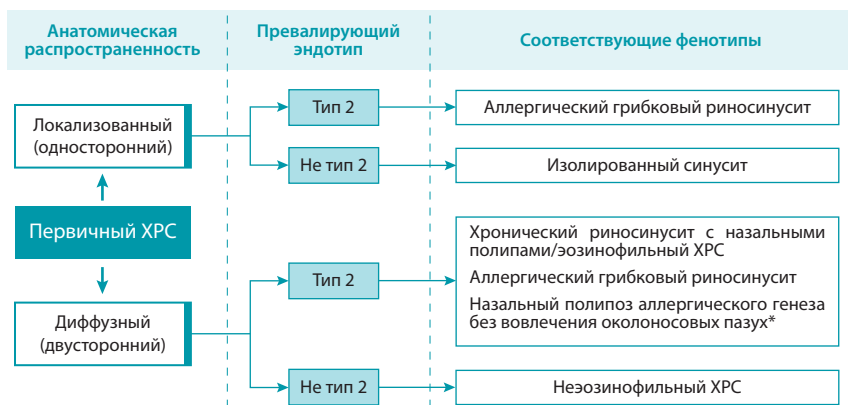 Анатомическая
распространенность
Превалирующий
эндотип
Соответствующие фенотипы
Локализованный
(односторонний)
Тип 2
Аллергический грибковый риносинусит
Не тип 2
Изолированный синусит
Первичный ХРС
Диффузный
(двусторонний)
Тип 2
Хронический риносинусит с назальными
полипами/эозинофильный ХРС
Аллергический грибковый риносинусит
Назальный полипоз аллергического генеза
без вовлечения околоносовых пазух*
Не тип 2
Неэозинофильный ХРС